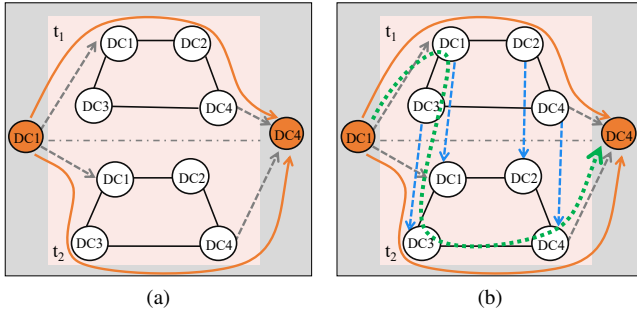 t1
DC1 DC2
DC3 DC4
DC1 DC4
DC1 DC2
DC3 DC4
t2
(a)
t1
DC1 DC2
DC3 DC4
DC1 DC4
DC1 DC2
DC3 DC4
t2
(b)